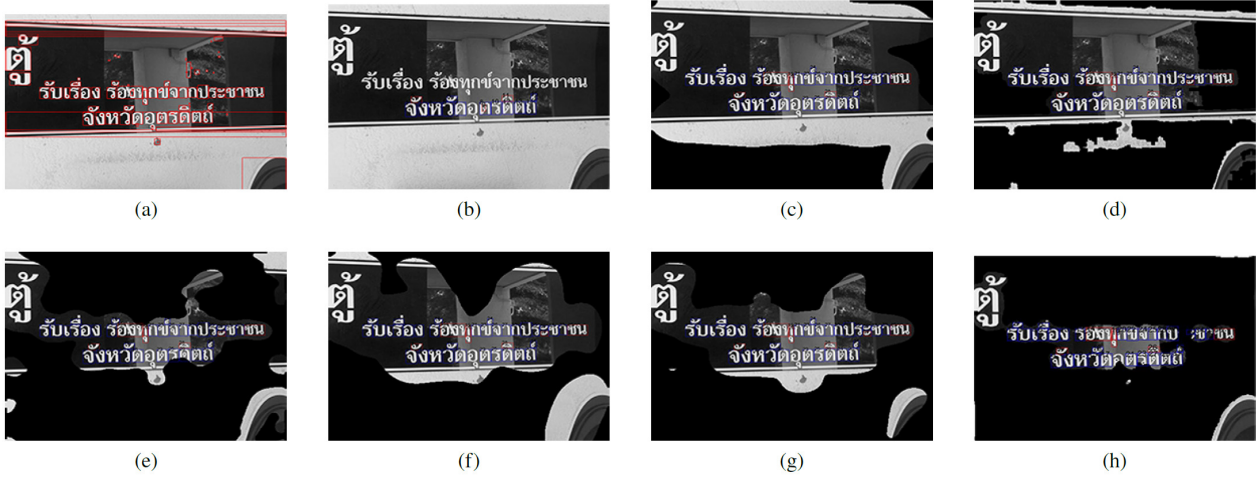 ตู้
รับเรื่อง ร้องทุกข์จากประชาชน
จังหวัดอุตรดิตถ์
(a)
ตู้
รับเรื่อง ร้องทุกข์จากประชาชน
จังหวัดอุตรดิตถ์
(b)
ตู้
รับเรื่อง ร้องทุกข์จากประชาชน
จังหวัดอุตรดิตถ์
(c)
ตู้
รับเรื่อง ร้องทุกข์จากประชาชน
จังหวัดอุตรดิตถ์
(d)
ตู้
รับเรื่อง ร้องทุกข์จากประชาชน
จังหวัดอุตรดิตถ์
(e)
ตู้
รับเรื่อง ร้องทุกข์จากประชาชน
จังหวัดอุตรดิตถ์
(f)
ตู้
รับเรื่อง ร้องทุกข์จากประชาชน
จังหวัดอุตรดิตถ์
(g)
ตู้
รับเรื่อง
(h)